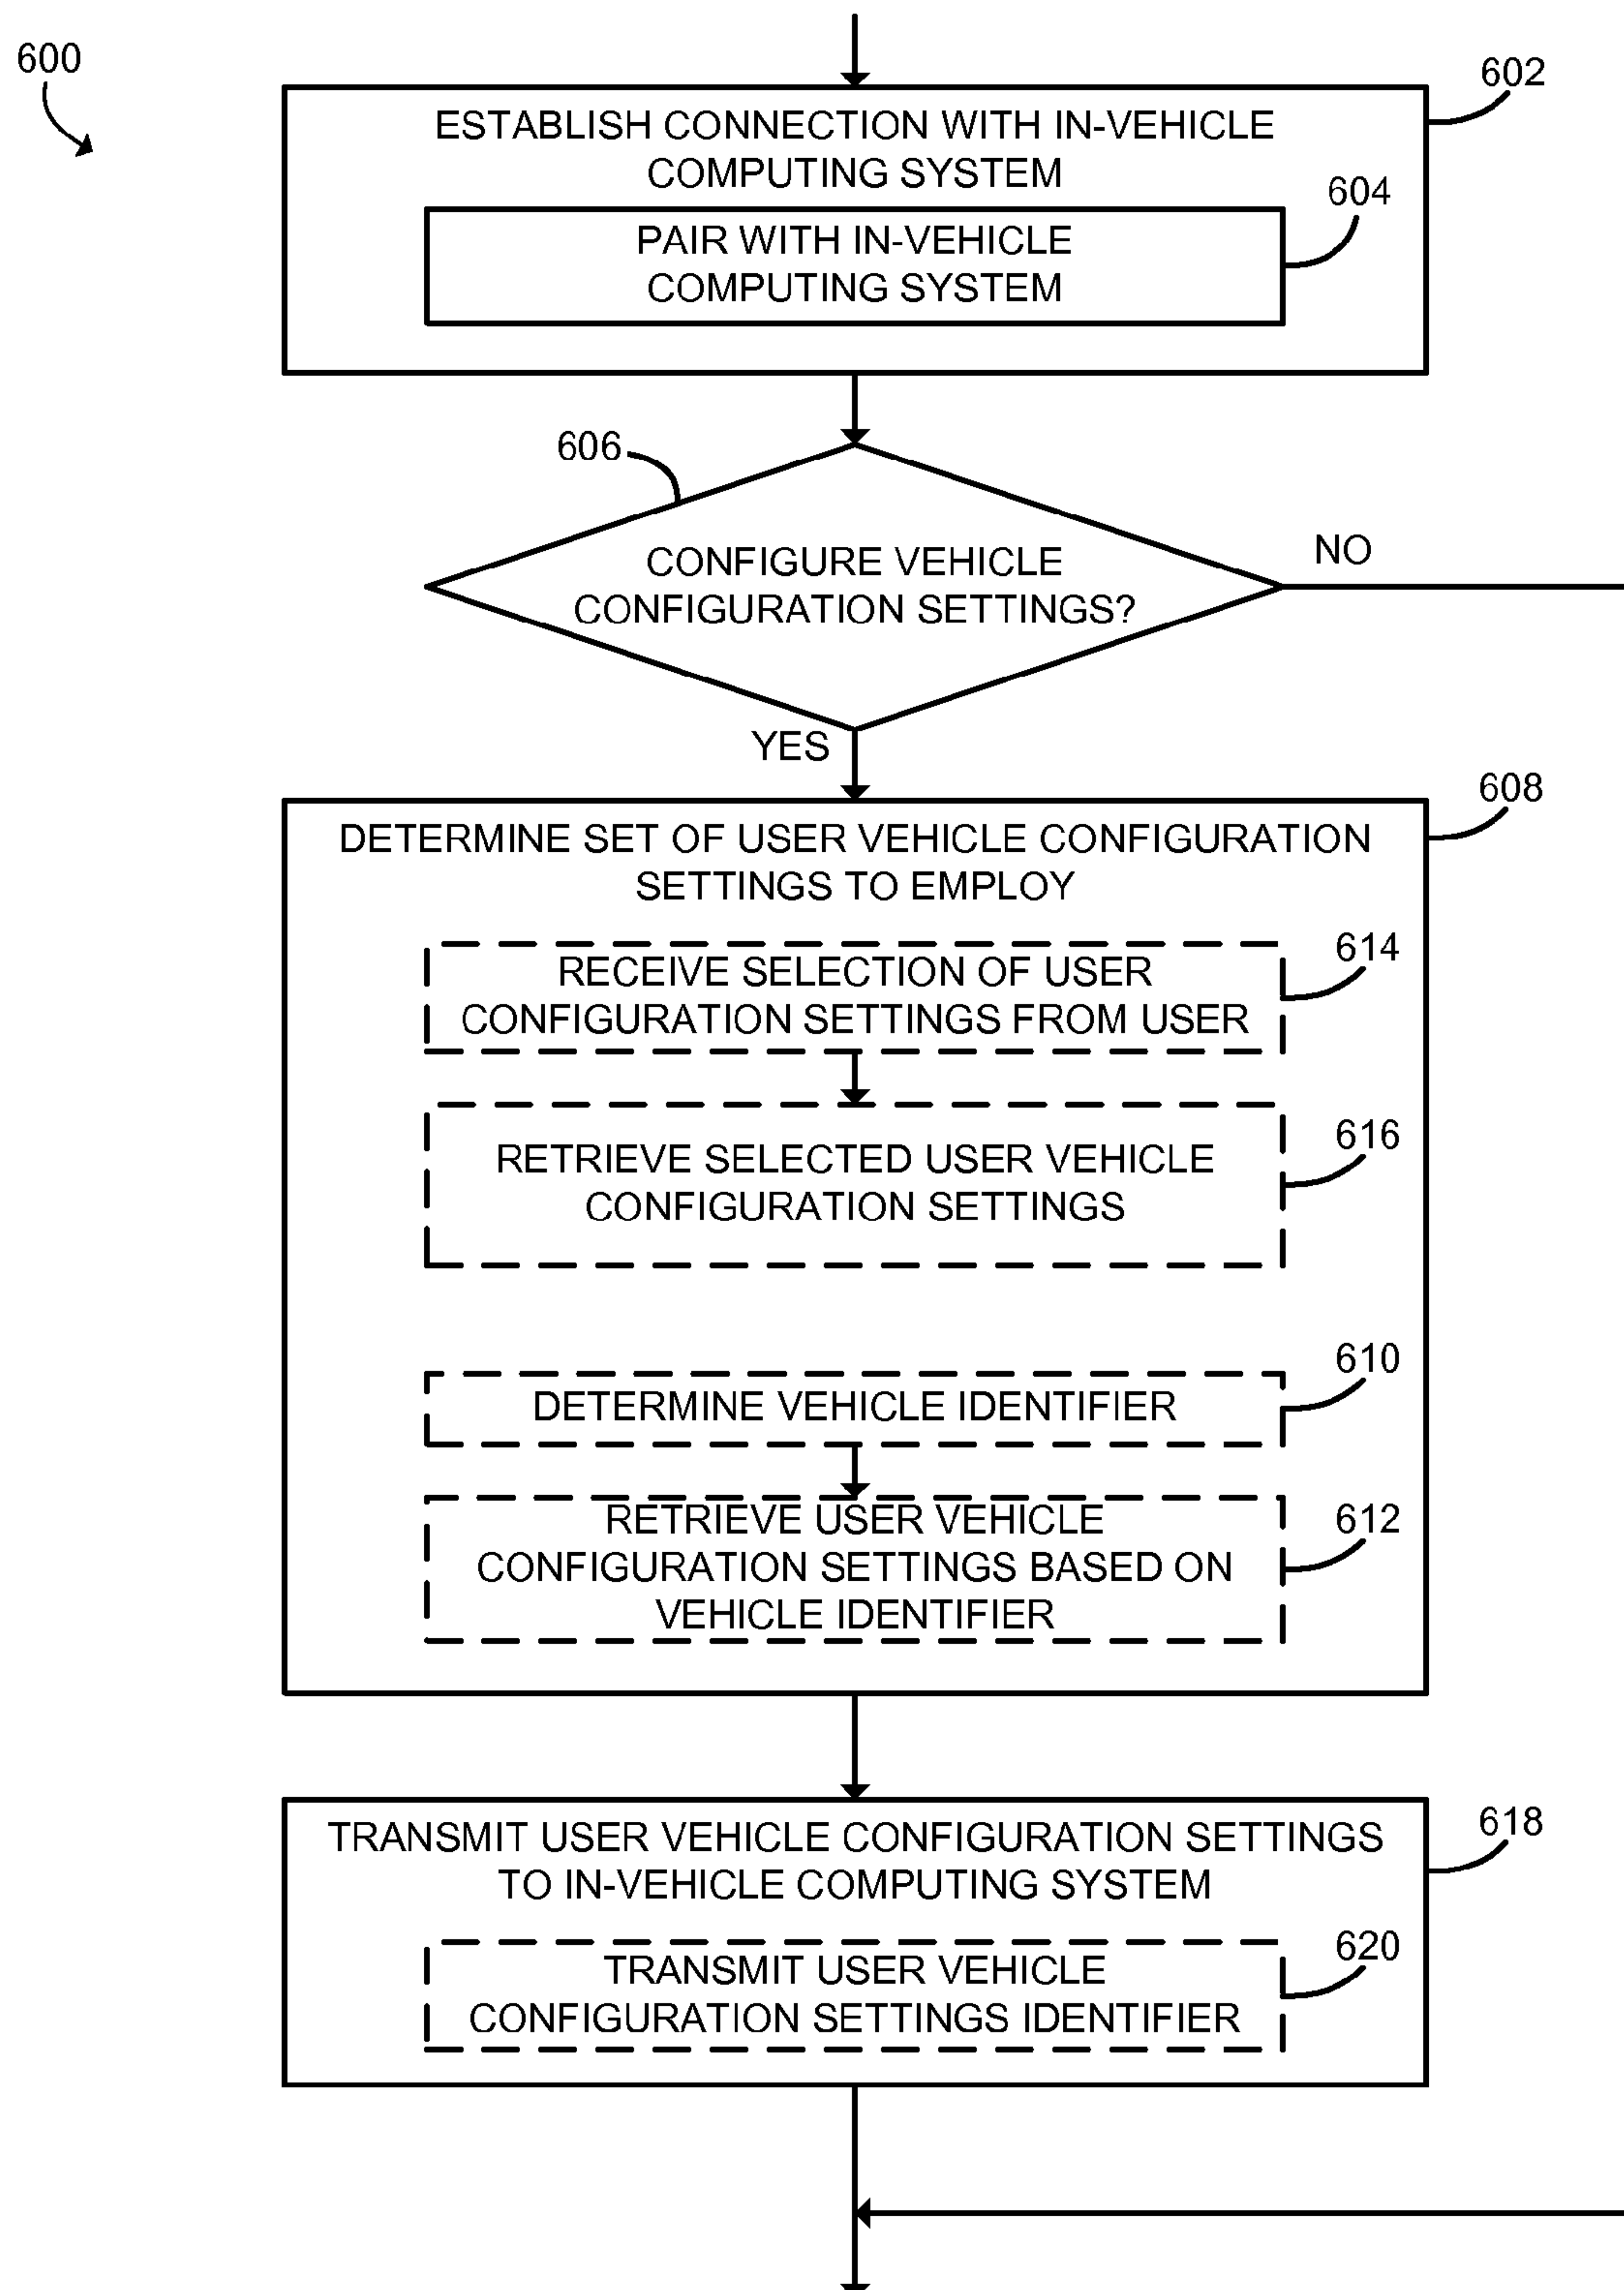 600
602
ESTABLISH CONNECTION WITH IN-VEHICLE
COMPUTING SYSTEM
604
PAIR WITH IN-VEHICLE
COMPUTING SYSTEM
606
CONFIGURE VEHICLE
CONFIGURATION SETTINGS?
NO
YES
608
DETERMINE SET OF USER VEHICLE CONFIGURATION
SETTINGS TO EMPLOY
614
RECEIVE SELECTION OF USER
CONFIGURATION SETTINGS FROM USER
616
RETRIEVE SELECTED USER VEHICLE
CONFIGURATION SETTINGS
610
DETERMINE VEHICLE IDENTIFIER
612
RETRIEVE USER VEHICLE
CONFIGURATION SETTINGS BASED ON
VEHICLE IDENTIFIER
618
TRANSMIT USER VEHICLE CONFIGURATION SETTINGS
TO IN-VEHICLE COMPUTING SYSTEM
620
TRANSMIT USER VEHICLE
CONFIGURATION SETTINGS IDENTIFIER